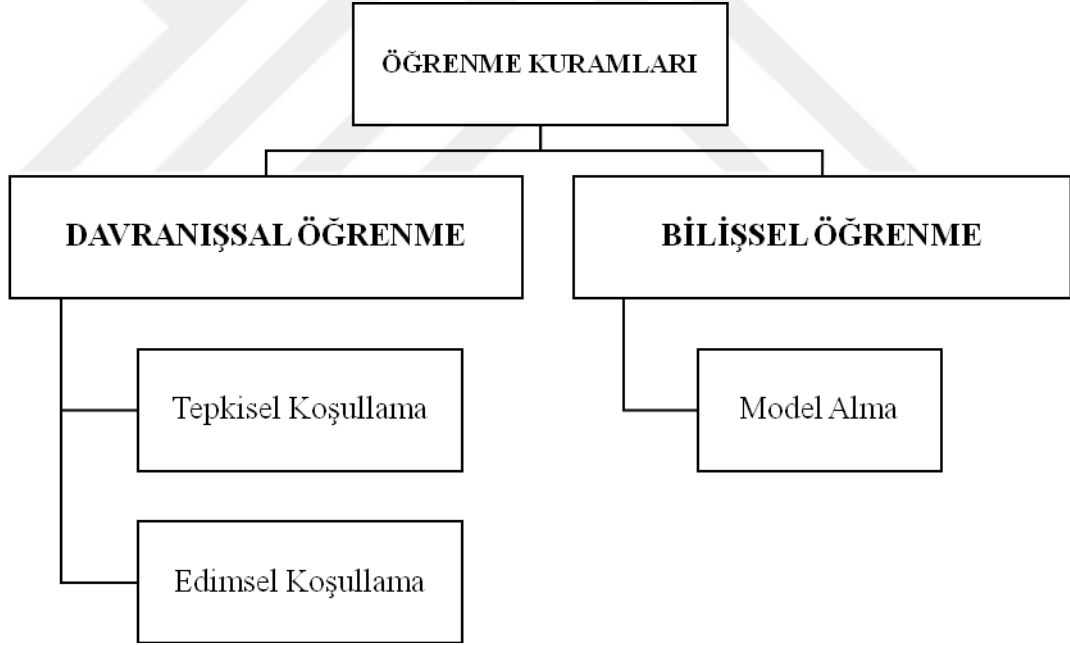 ÖĞRENME KURAMLARI
DAVRANIŞSAL ÖĞRENME
BİLİŞSEL ÖĞRENME
Tepkisel Koşullama
Model Alma
Edimsel Koşullama